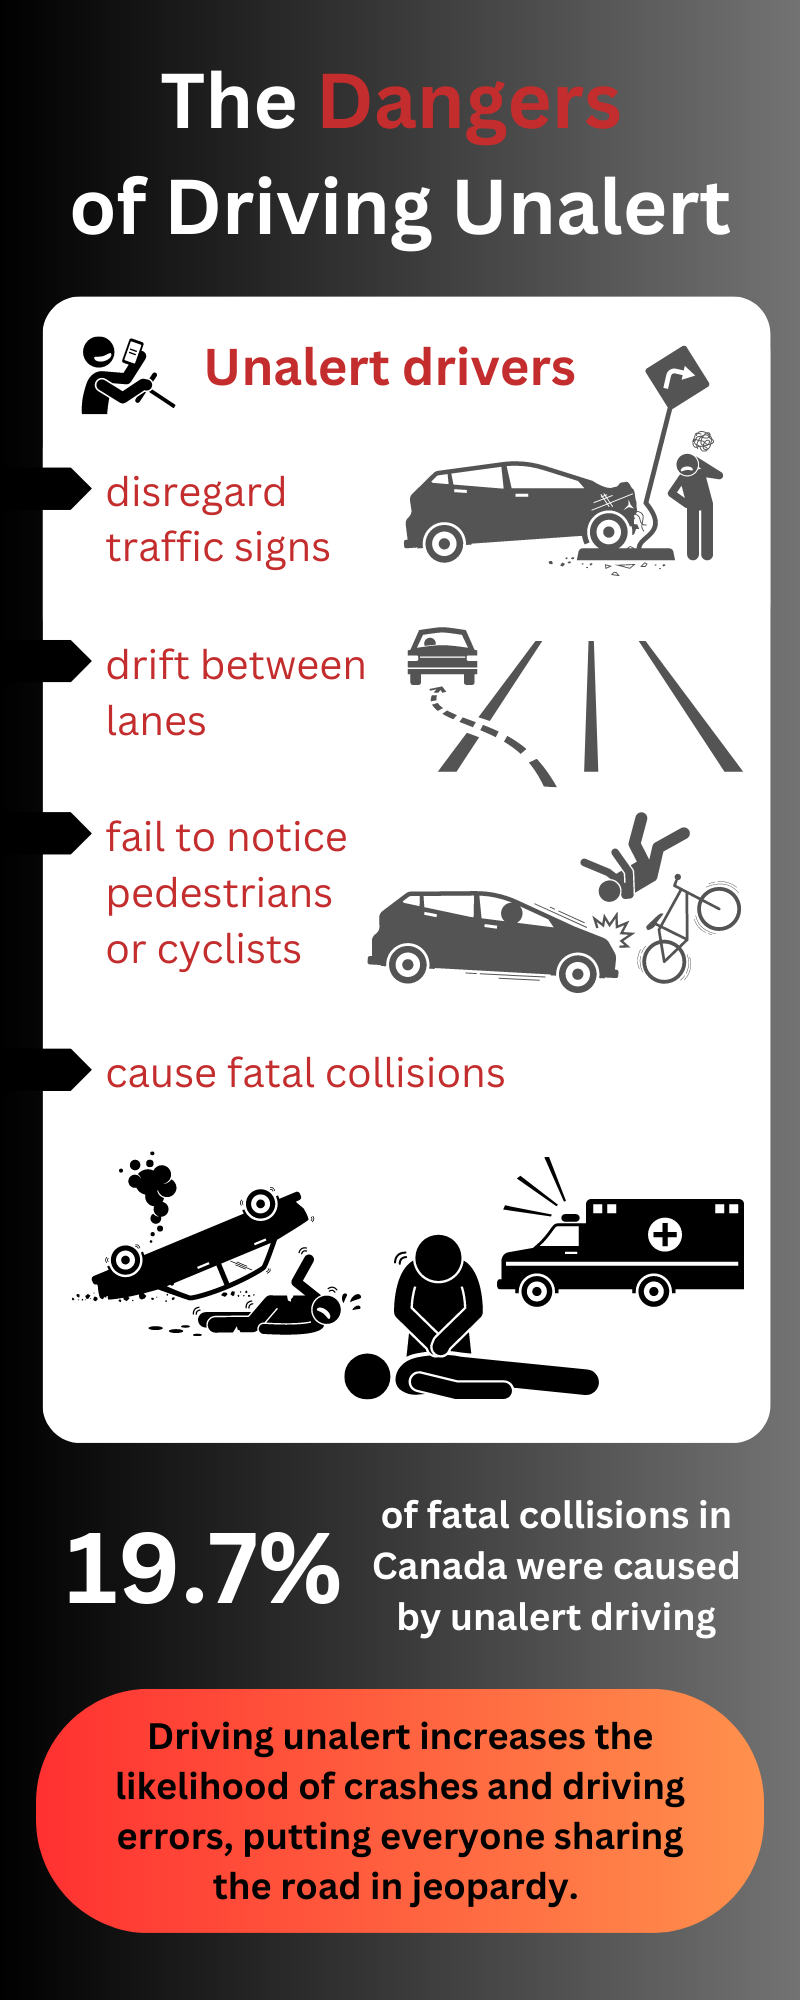 The Dangers
of Driving Unalert
Unalert drivers
disregard
traffic signs
drift between
lanes
fail to notice
pedestrians
or cyclists
cause fatal collisions
19.7%
of fatal collisions in
Canada were caused
by unalert driving
Driving unalert increases the
likelihood of crashes and driving
errors, putting everyone sharing
the road in jeopardy.